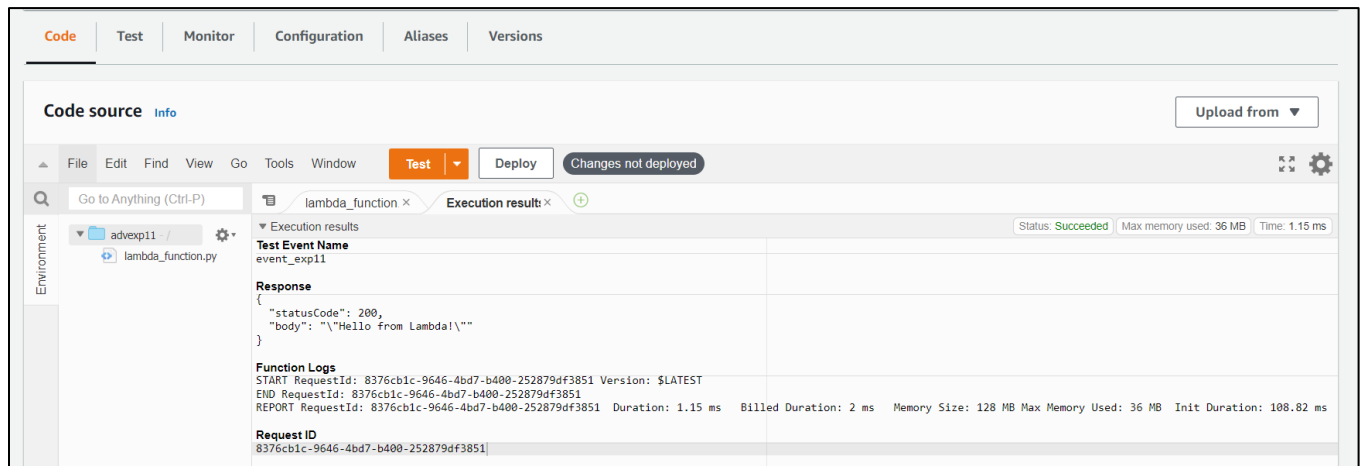 Code Test Monitor Configuration Aliases Versions
Code source Info
Upload from
File Edit Find View Go Tools Window Test Deploy Changes not deployed
Go to Anything (Ctrl-P)
lambda_function Execution results
Environment
advexp11 - /
lambda_function.py
Execution results
Status: Succeeded Max memory used: 36 MB Time: 1.15 ms
Test Event Name
event_exp11
Response
{
"statusCode": 200,
"body": "\"Hello from Lambda!\""
}
Function Logs
START RequestId: 8376cb1c-9646-4bd7-b400-252879df3851 Version: $LATEST
END RequestId: 8376cb1c-9646-4bd7-b400-252879df3851
REPORT RequestId: 8376cb1c-9646-4bd7-b400-252879df3851 Duration: 1.15 ms Billed Duration: 2 ms Memory Size: 128 MB Max Memory Used: 36 MB Init Duration: 108.82 ms
Request ID
8376cb1c-9646-4bd7-b400-252879df3851